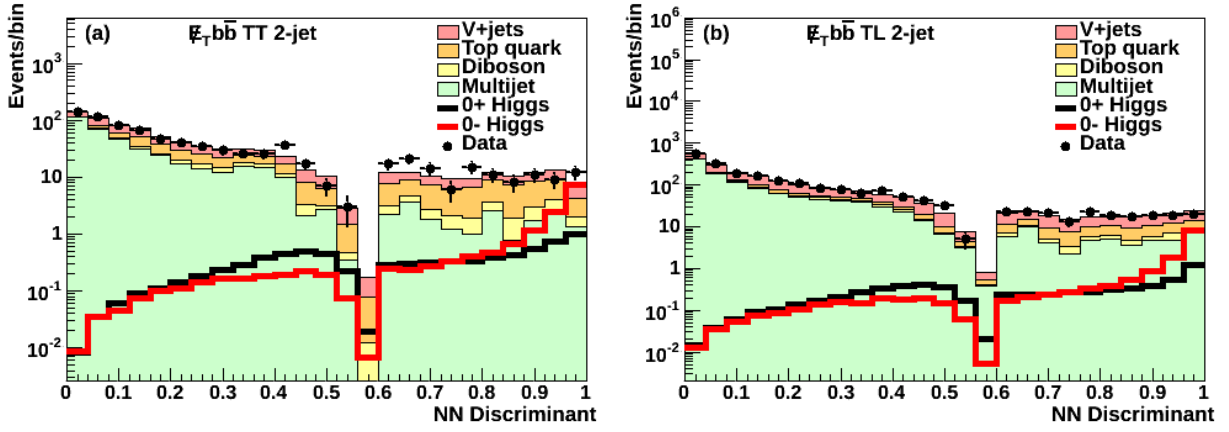 Events/bin
(a)
E̸_T bb̄ TT 2-jet
V+jets
Top quark
Diboson
Multijet
0+ Higgs
0- Higgs
Data
10³
10²
10
1
10⁻¹
10⁻²
0 0.1 0.2 0.3 0.4 0.5 0.6 0.7 0.8 0.9 1
NN Discriminant
Events/bin
(b)
E̸_T bb̄ TL 2-jet
V+jets
Top quark
Diboson
Multijet
0+ Higgs
0- Higgs
Data
10⁶
10⁵
10⁴
10³
10²
10
1
10⁻¹
10⁻²
0 0.1 0.2 0.3 0.4 0.5 0.6 0.7 0.8 0.9 1
NN Discriminant